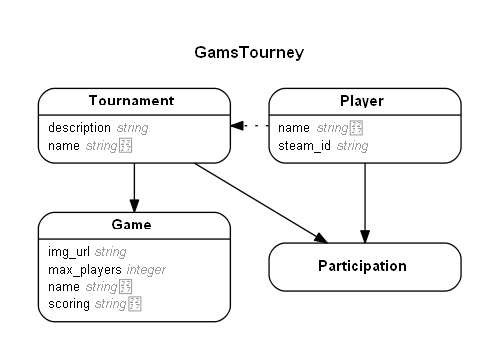 GamsTourney
Tournament
description string
name string
Player
name string
steam_id string
Game
img_url string
max_players integer
name string
scoring string
Participation